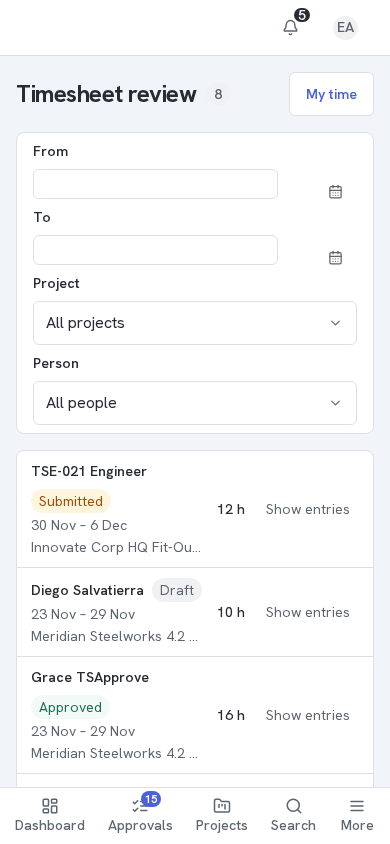 5
EA
Timesheet review 8
My time
From
To
Project
All projects
Person
All people
TSE-021 Engineer
Submitted
30 Nov – 6 Dec
Innovate Corp HQ Fit-Ou...
12 h
Show entries
Diego Salvatierra Draft
23 Nov – 29 Nov
Meridian Steelworks 4.2 ...
10 h
Show entries
Grace TSApprove
Approved
23 Nov – 29 Nov
Meridian Steelworks 4.2 ...
16 h
Show entries
15
Dashboard Approvals Projects Search More